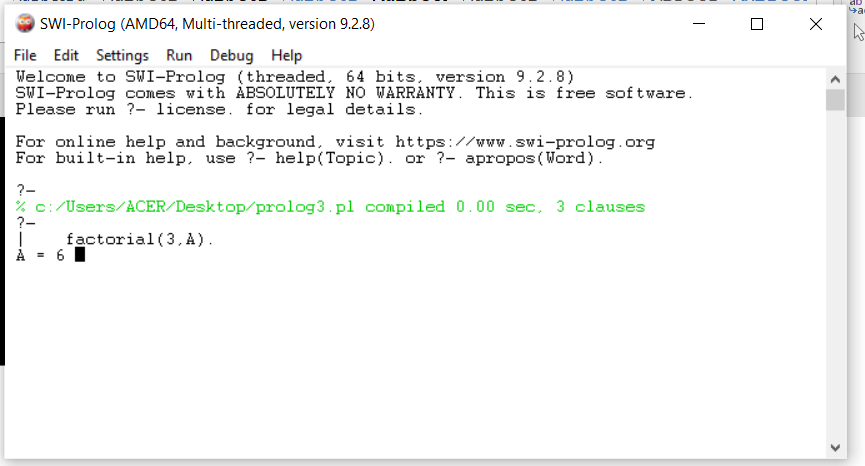 SWI-Prolog (AMD64, Multi-threaded, version 9.2.8)
File Edit Settings Run Debug Help
Welcome to SWI-Prolog (threaded, 64 bits, version 9.2.8)
SWI-Prolog comes with ABSOLUTELY NO WARRANTY. This is free software.
Please run ?- license. for legal details.
For online help and background, visit https://www.swi-prolog.org
For built-in help, use ?- help(Topic). or ?- apropos(Word).
?-
% c:/Users/ACER/Desktop/prolog3.pl compiled 0.00 sec, 3 clauses
?-
|    factorial(3,A).
A = 6